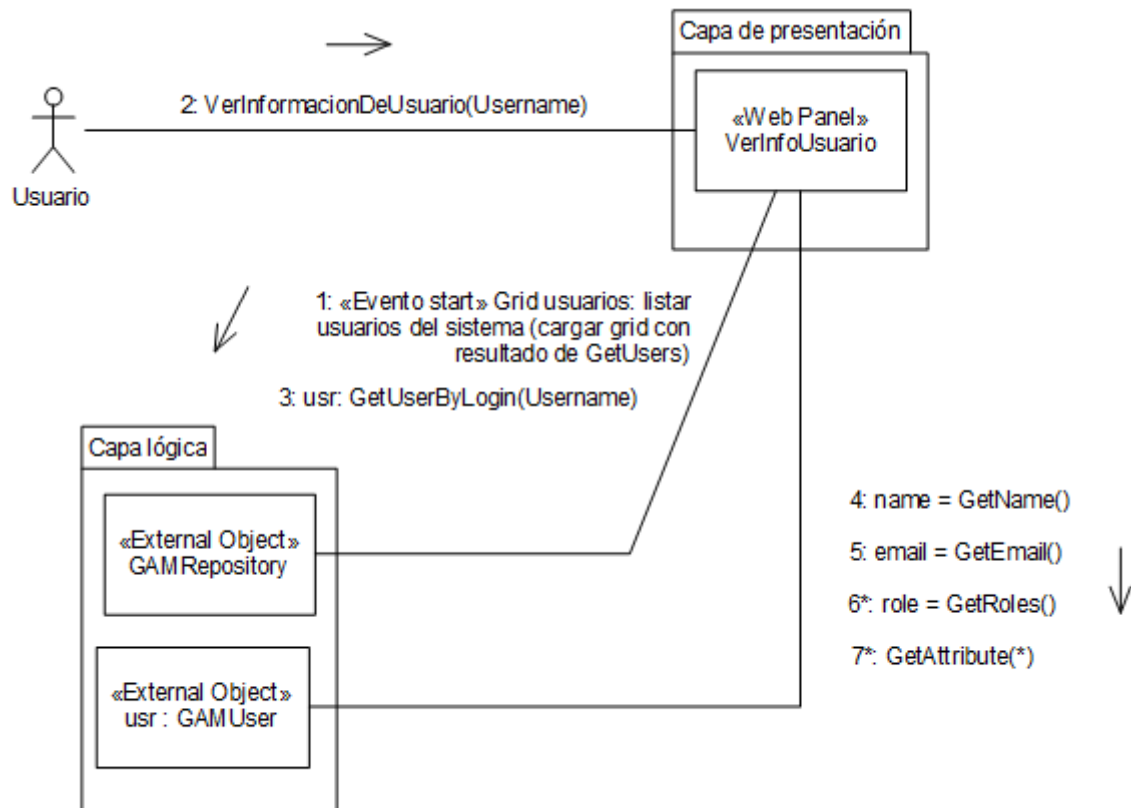 Capa de presentación
2: VerInformacionDeUsuario(Username)
«Web Panel»
VerInfoUsuario
Usuario
1: «Evento start» Grid usuarios: listar
usuarios del sistema (cargar grid con
resultado de GetUsers)
3: usr: GetUserByLogin(Username)
Capa lógica
«External Object»
GAMRepository
«External Object»
usr : GAMUser
4: name = GetName()
5: email = GetEmail()
6*: role = GetRoles()
7*: GetAttribute(*)